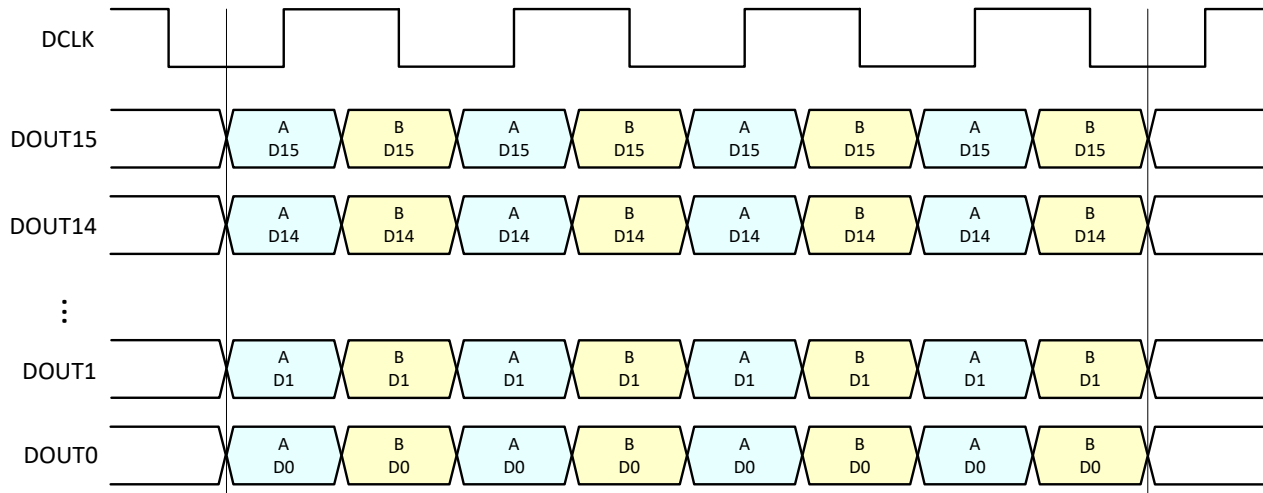 DCLK
DOUT15
A B A B A B A B
D15 D15 D15 D15 D15 D15 D15 D15
DOUT14
A B A B A B A B
D14 D14 D14 D14 D14 D14 D14 D14
⋮
DOUT1
A B A B A B A B
D1 D1 D1 D1 D1 D1 D1 D1
DOUT0
A B A B A B A B
D0 D0 D0 D0 D0 D0 D0 D0